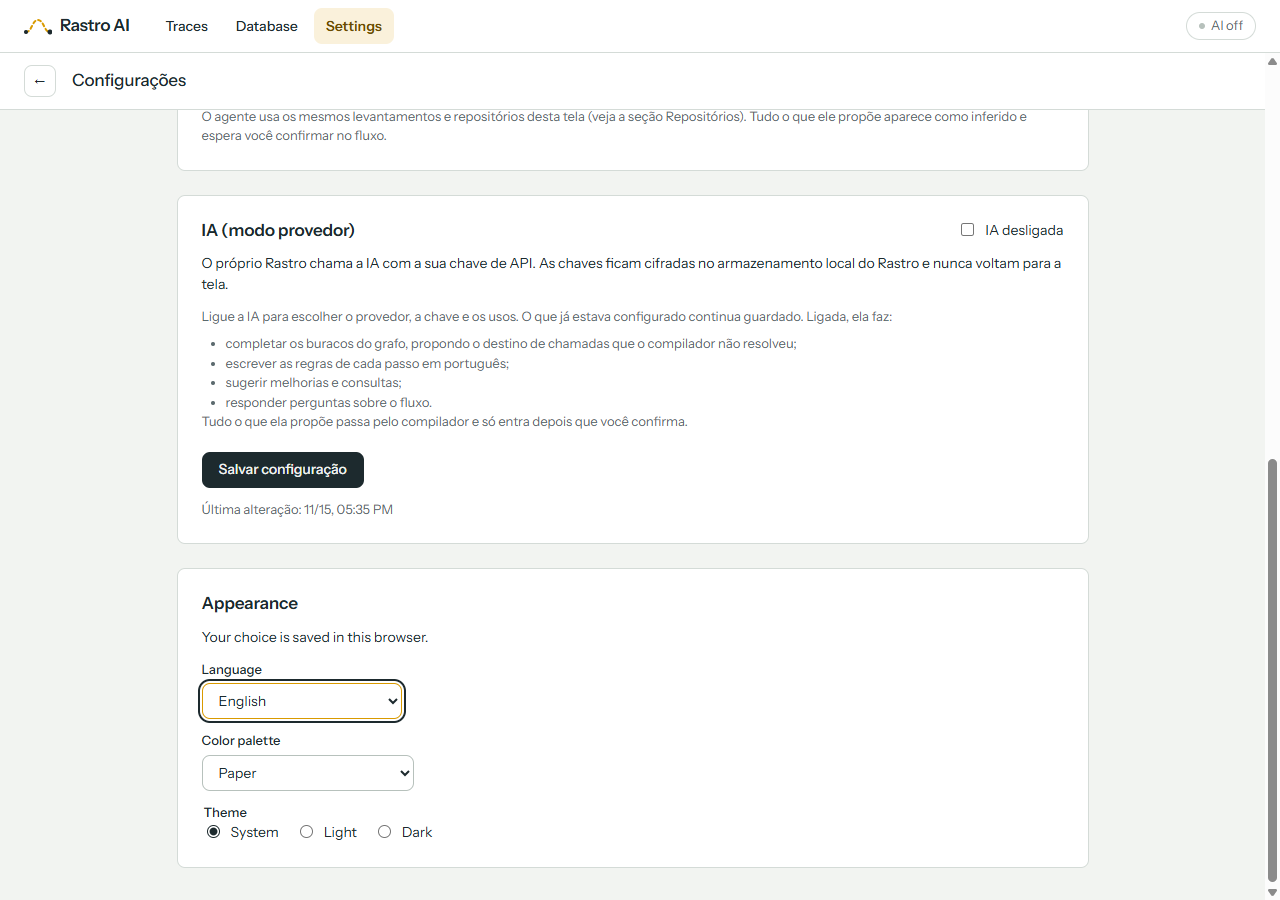 Rastro AI
Traces
Database
Settings
AI off
←
Configurações
O agente usa os mesmos levantamentos e repositórios desta tela (veja a seção Repositórios). Tudo o que ele propõe aparece como inferido e
espera você confirmar no fluxo.
IA (modo provedor)
IA desligada
O próprio Rastro chama a IA com a sua chave de API. As chaves ficam cifradas no armazenamento local do Rastro e nunca voltam para a
tela.
Ligue a IA para escolher o provedor, a chave e os usos. O que já estava configurado continua guardado. Ligada, ela faz:
• completar os buracos do grafo, propondo o destino de chamadas que o compilador não resolveu;
• escrever as regras de cada passo em português;
• sugerir melhorias e consultas;
• responder perguntas sobre o fluxo.
Tudo o que ela propõe passa pelo compilador e só entra depois que você confirma.
Salvar configuração
Última alteração: 11/15, 05:35 PM
Appearance
Your choice is saved in this browser.
Language
English
Color palette
Paper
Theme
System
Light
Dark